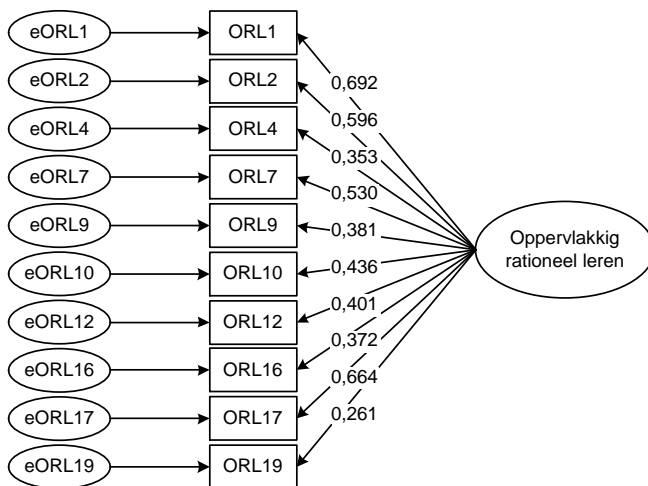 eORL1 ORL1
eORL2 ORL2
0,692
eORL4 ORL4
0,596
0,353
eORL7 ORL7
0,530
eORL9 ORL9
0,381
Oppervlakkig
rationeel leren
eORL10 ORL10
0,436
0,401
eORL12 ORL12
0,372
eORL16 ORL16
0,664
eORL17 ORL17
0,261
eORL19 ORL19